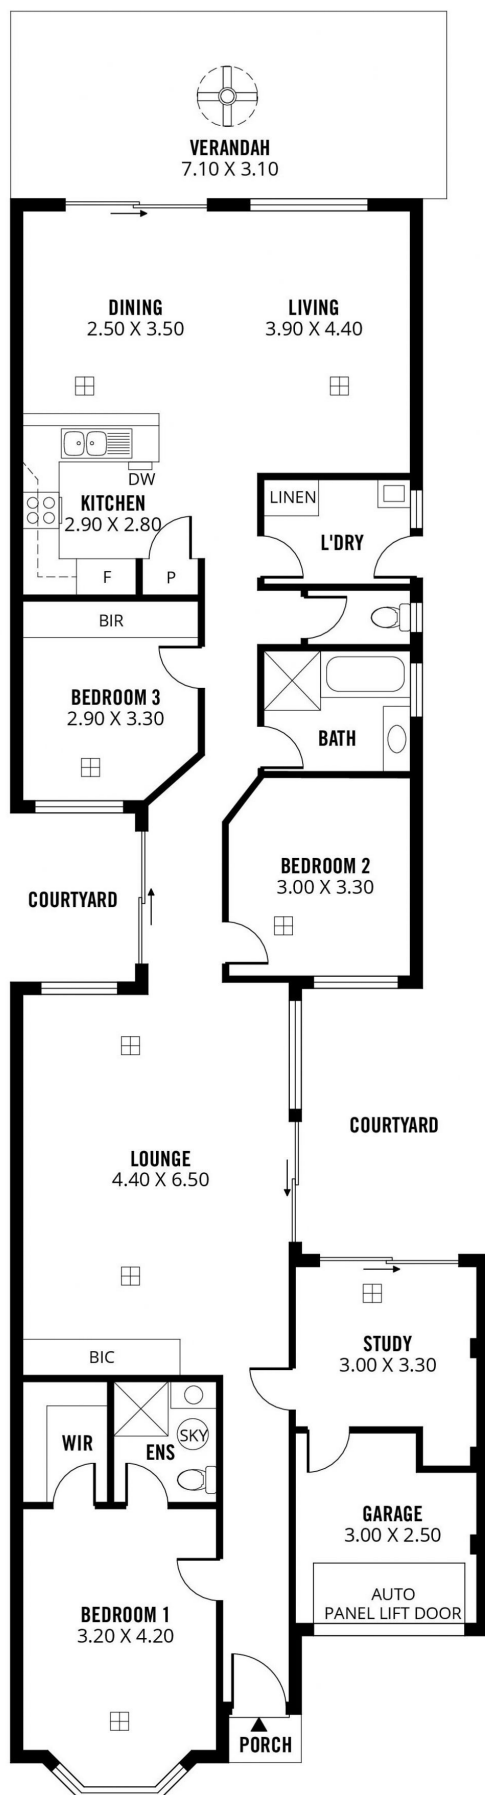 VERANDAH
7.10 X 3.10
DINING
2.50 X 3.50
LIVING
3.90 X 4.40
DW
KITCHEN
2.90 X 2.80
F
P
LINEN
L'DRY
BIR
BEDROOM 3
2.90 X 3.30
BATH
BEDROOM 2
3.00 X 3.30
COURTYARD
COURTYARD
LOUNGE
4.40 X 6.50
BIC
STUDY
3.00 X 3.30
WIR
ENS
SKY
GARAGE
3.00 X 2.50
AUTO
PANEL LIFT DOOR
BEDROOM 1
3.20 X 4.20
PORCH